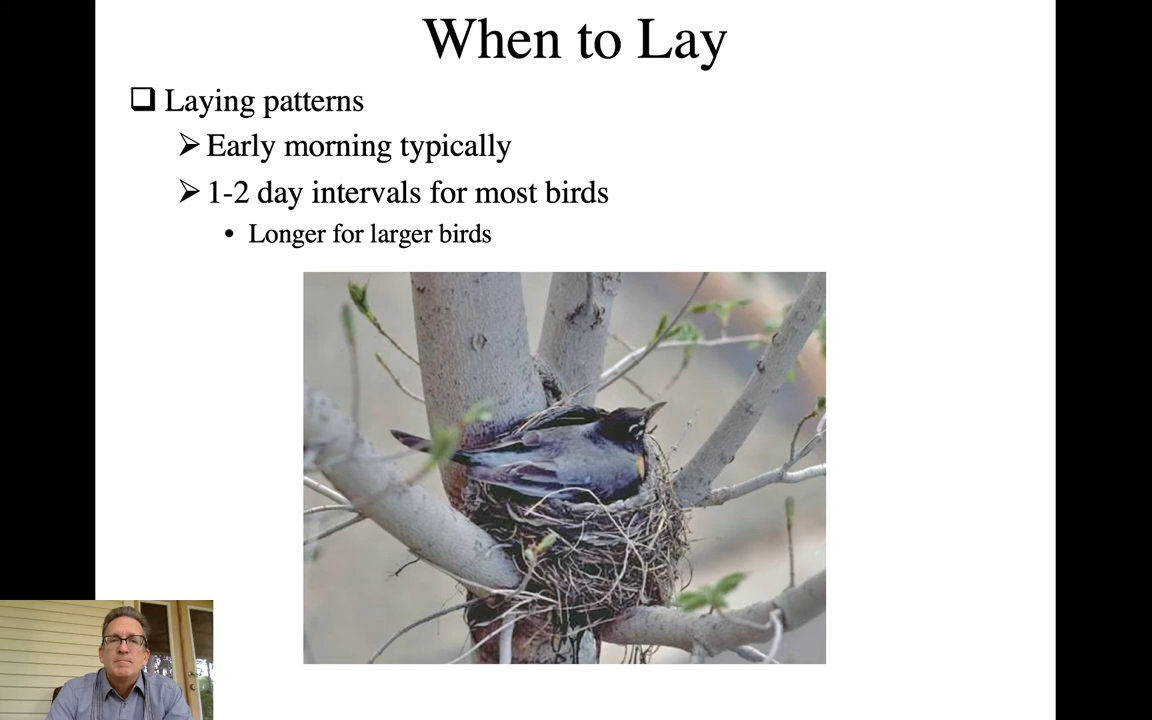 When to Lay
❑ Laying patterns
➢ Early morning typically
➢ 1-2 day intervals for most birds
• Longer for larger birds